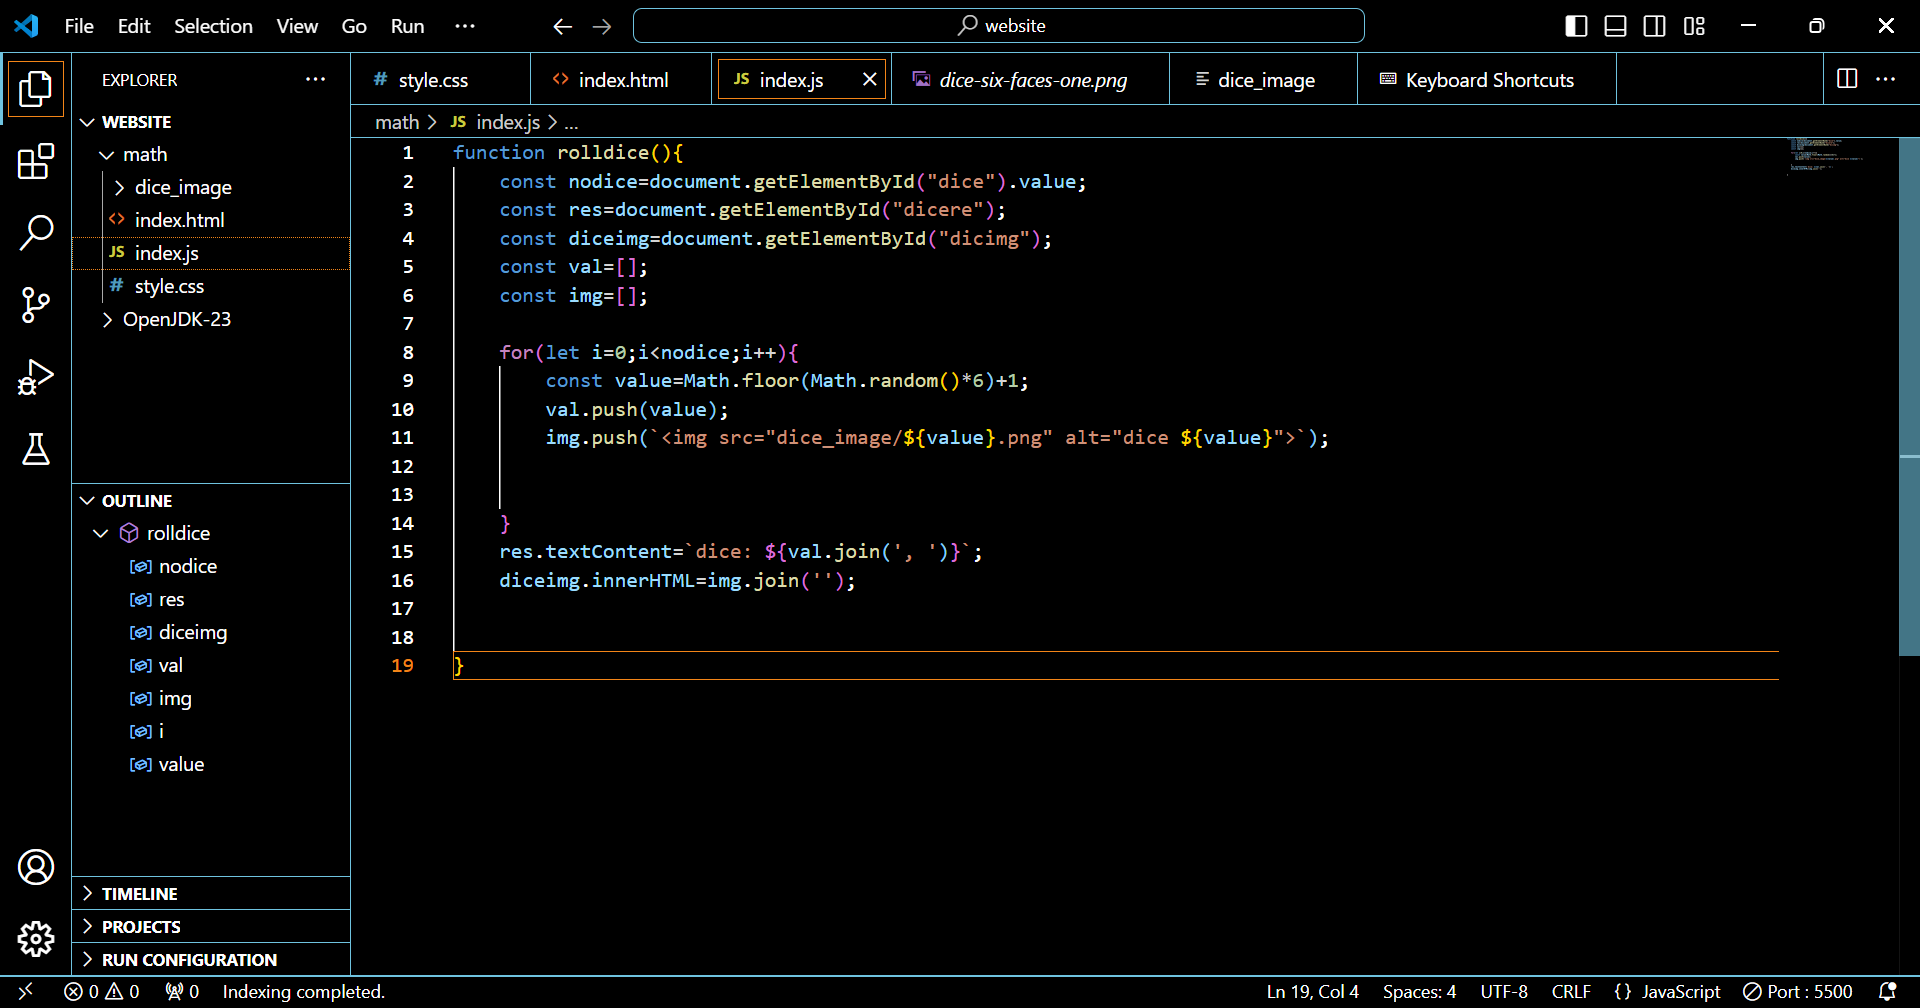 File Edit Selection View Go Run ··· website
EXPLORER ···
style.css index.html JS index.js dice-six-faces-one.png dice_image Keyboard Shortcuts ···
WEBSITE
math
dice_image
index.html
JS index.js
# style.css
OpenJDK-23
OUTLINE
rolldice
nodice
res
diceimg
val
img
i
value
TIMELINE
PROJECTS
RUN CONFIGURATION
math > JS index.js > ...
1 function rolldice(){
2 const nodice=document.getElementById("dice").value;
3 const res=document.getElementById("dicere");
4 const diceimg=document.getElementById("dicimg");
5 const val=[];
6 const img=[];
7
8 for(let i=0;i<nodice;i++){
9 const value=Math.floor(Math.random()*6)+1;
10 val.push(value);
11 img.push(`<img src="dice_image/${value}.png" alt="dice ${value}">`);
12
13
14 }
15 res.textContent=`dice: ${val.join(', ')}`;
16 diceimg.innerHTML=img.join('');
17
18
19 }
0 0 0 Indexing completed. Ln 19, Col 4 Spaces: 4 UTF-8 CRLF {} JavaScript Port : 5500